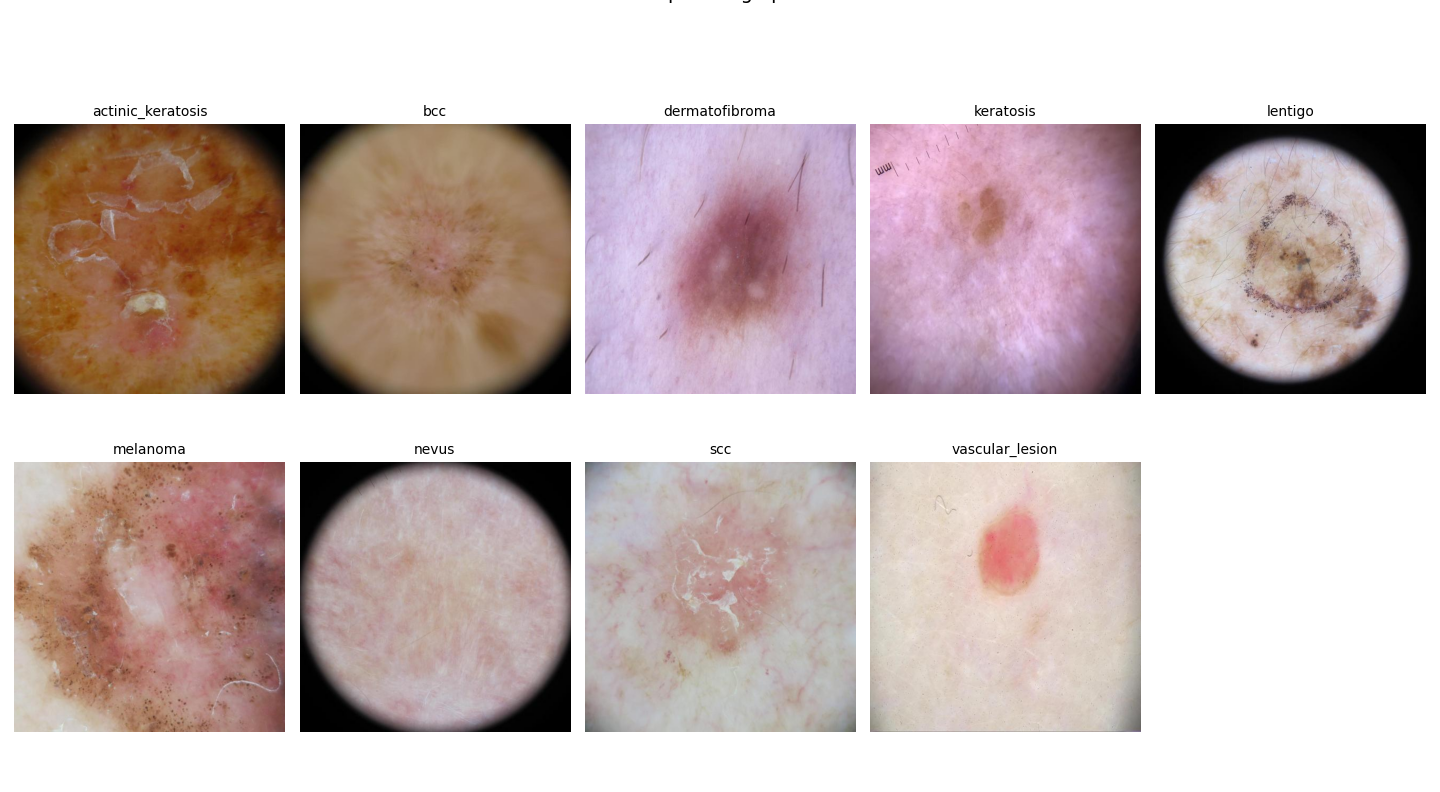 actinic_keratosis
bcc
dermatofibroma
keratosis
lentigo
melanoma
nevus
scc
vascular_lesion